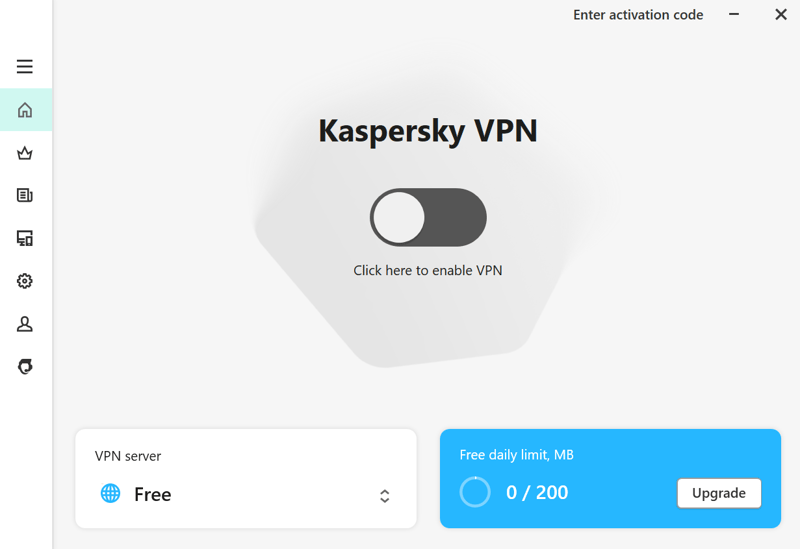 Enter activation code
Kaspersky VPN
Click here to enable VPN
VPN server
Free
Free daily limit, MB
0 / 200
Upgrade